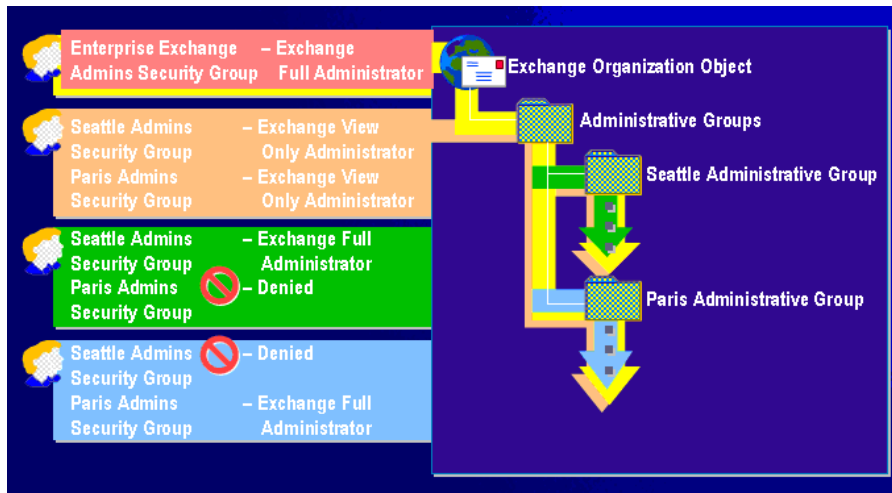 Enterprise Exchange – Exchange
Admins Security Group Full Administrator
Seattle Admins – Exchange View
Security Group Only Administrator
Paris Admins – Exchange View
Security Group Only Administrator
Seattle Admins – Exchange Full
Security Group Administrator
Paris Admins – Denied
Security Group
Seattle Admins – Denied
Security Group
Paris Admins – Exchange Full
Security Group Administrator
Exchange Organization Object
Administrative Groups
Seattle Administrative Group
Paris Administrative Group